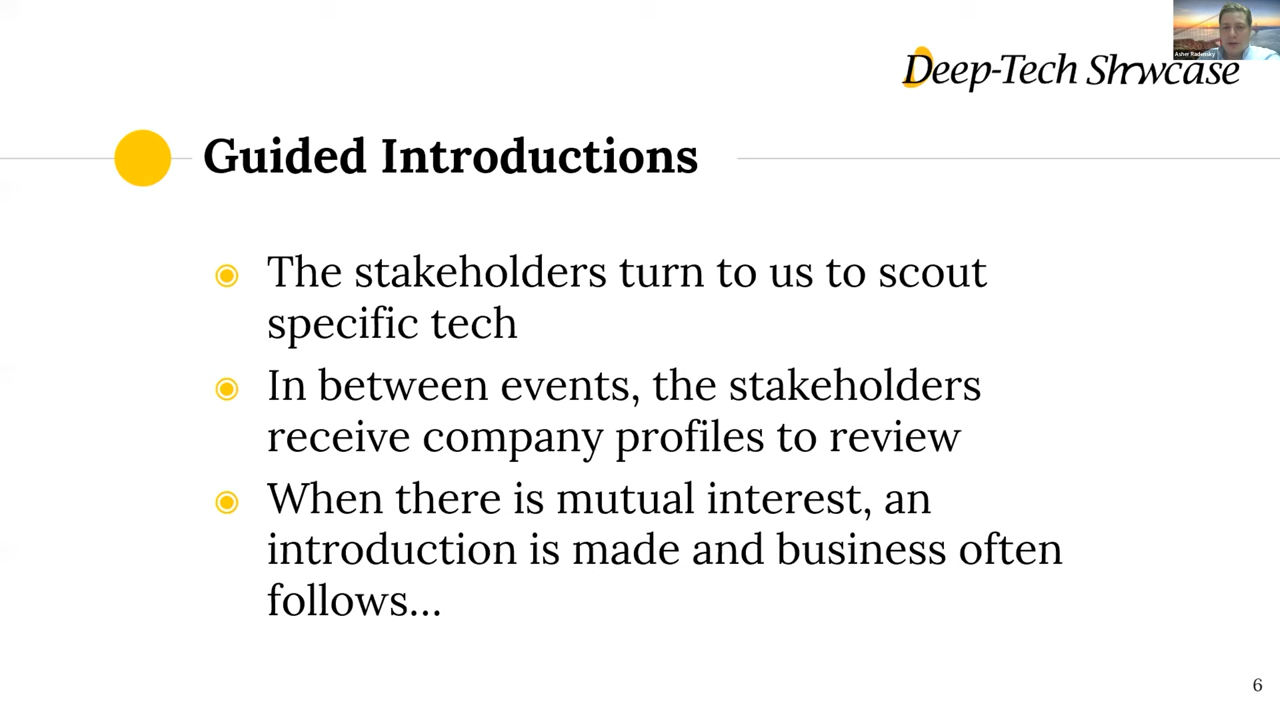 Asher Radensky
Deep-Tech Showcase
Guided Introductions
The stakeholders turn to us to scout
specific tech
In between events, the stakeholders
receive company profiles to review
When there is mutual interest, an
introduction is made and business often
follows...
6